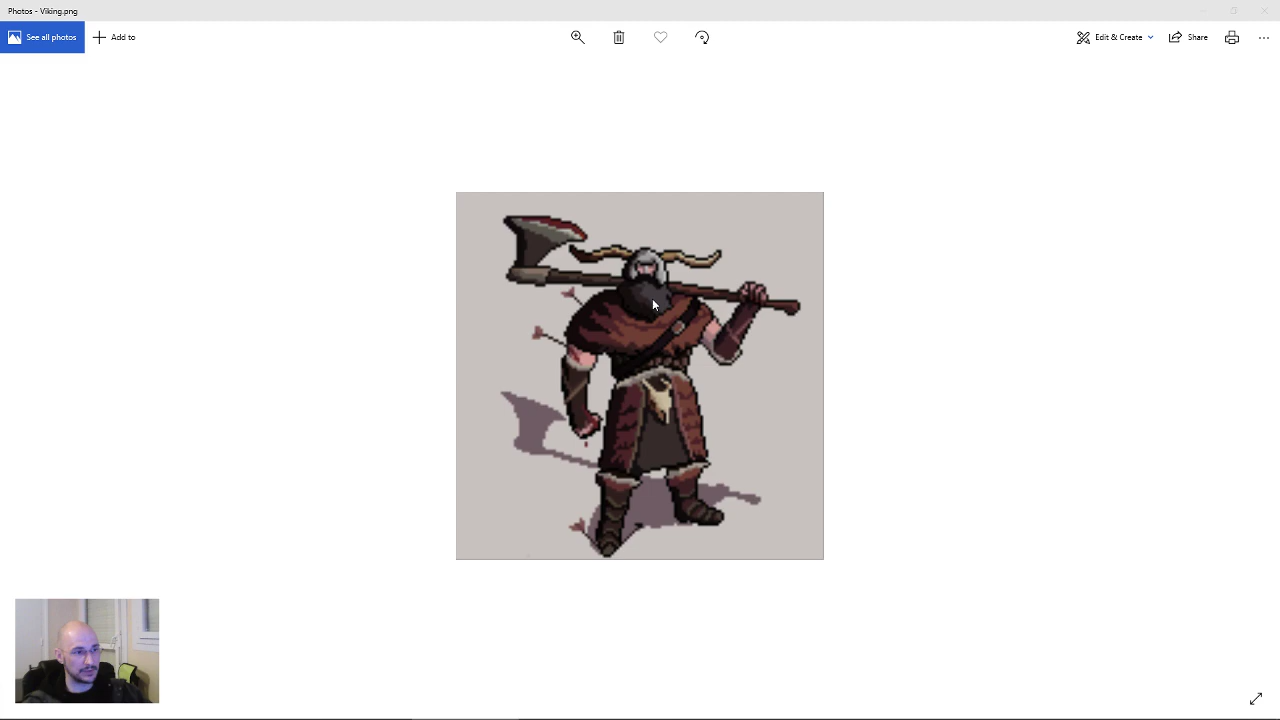 Photos - Viking.png
See all photos
Add to
Edit & Create
Share